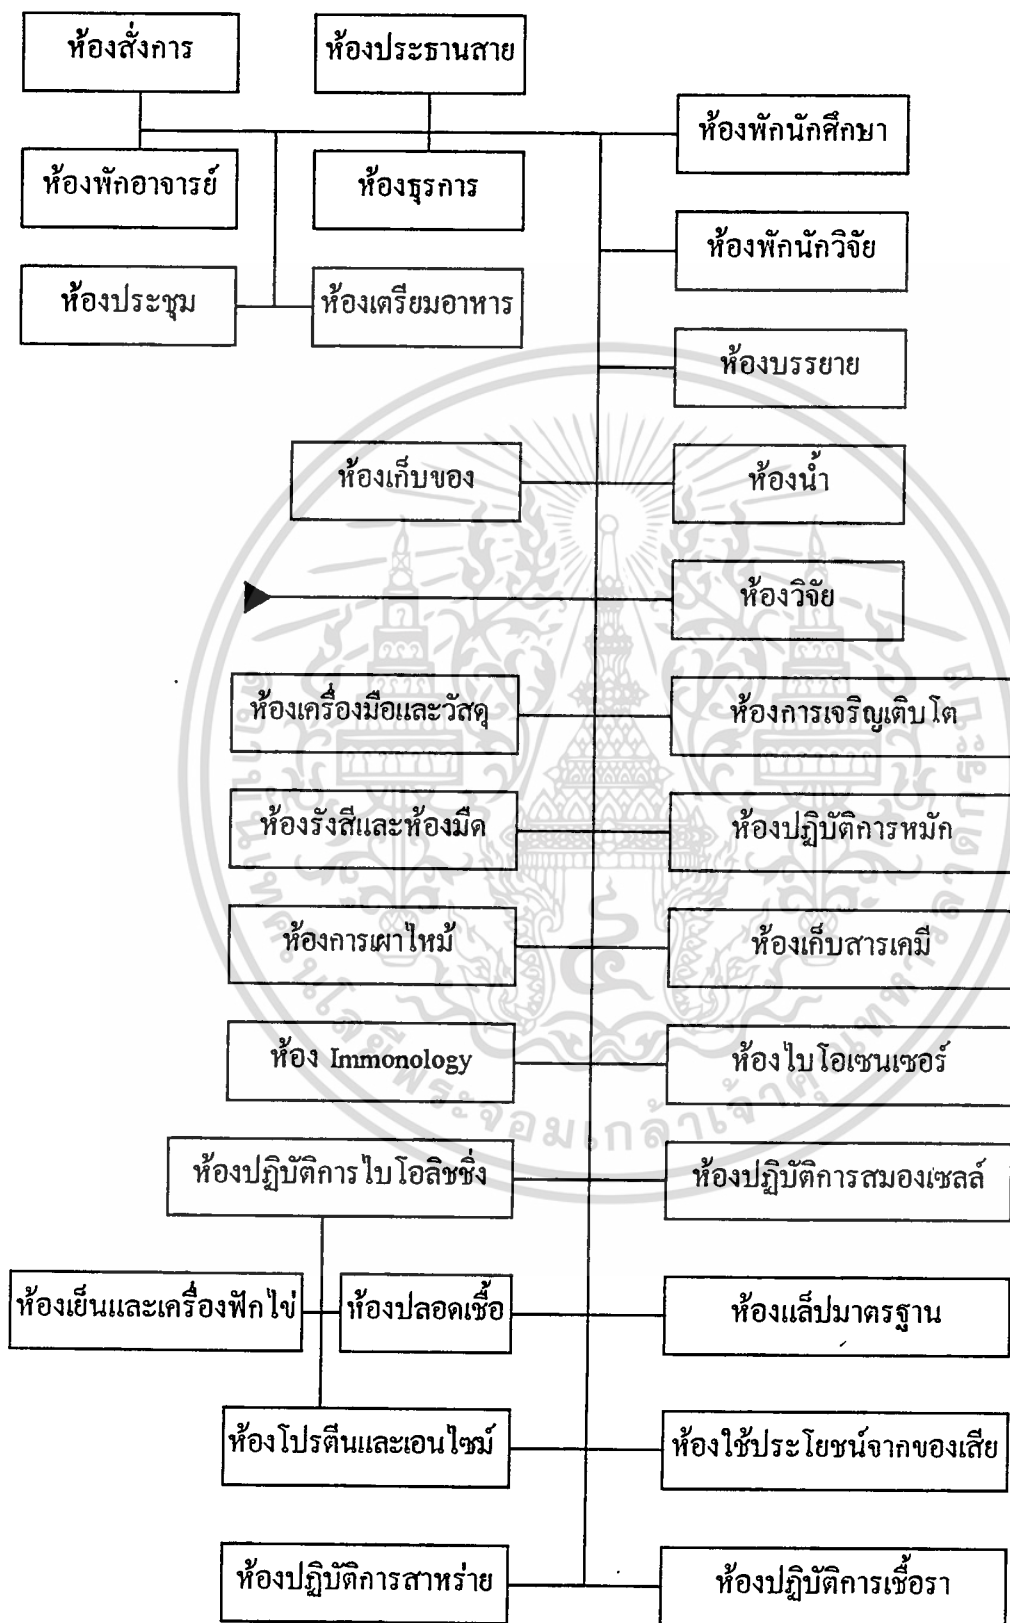 ห้องสั่งการ
ห้องประธานสาย
ห้องพักนักศึกษา
ห้องพักอาจารย์
ห้องธุรการ
ห้องพักนักวิจัย
ห้องประชุม
ห้องเตรียมอาหาร
ห้องบรรยาย
ห้องเก็บของ
ห้องน้ำ
ห้องวิจัย
ห้องเครื่องมือและวัสดุ
ห้องการเจริญเติบโต
ห้องรังสีและห้องมืด
ห้องปฏิบัติการหมัก
ห้องการเผาไหม้
ห้องเก็บสารเคมี
ห้อง Immonology
ห้องไบโอเซนเซอร์
ห้องปฏิบัติการไบโอลิชชิ่ง
ห้องปฏิบัติการสมองเซลล์
ห้องเย็นและเครื่องฟักไข่
ห้องปลอดเชื้อ
ห้องแล็ปมาตรฐาน
ห้องโปรตีนและเอนไซม์
ห้องใช้ประโยชน์จากของเสีย
ห้องปฏิบัติการสาหร่าย
ห้องปฏิบัติการเชื้อรา